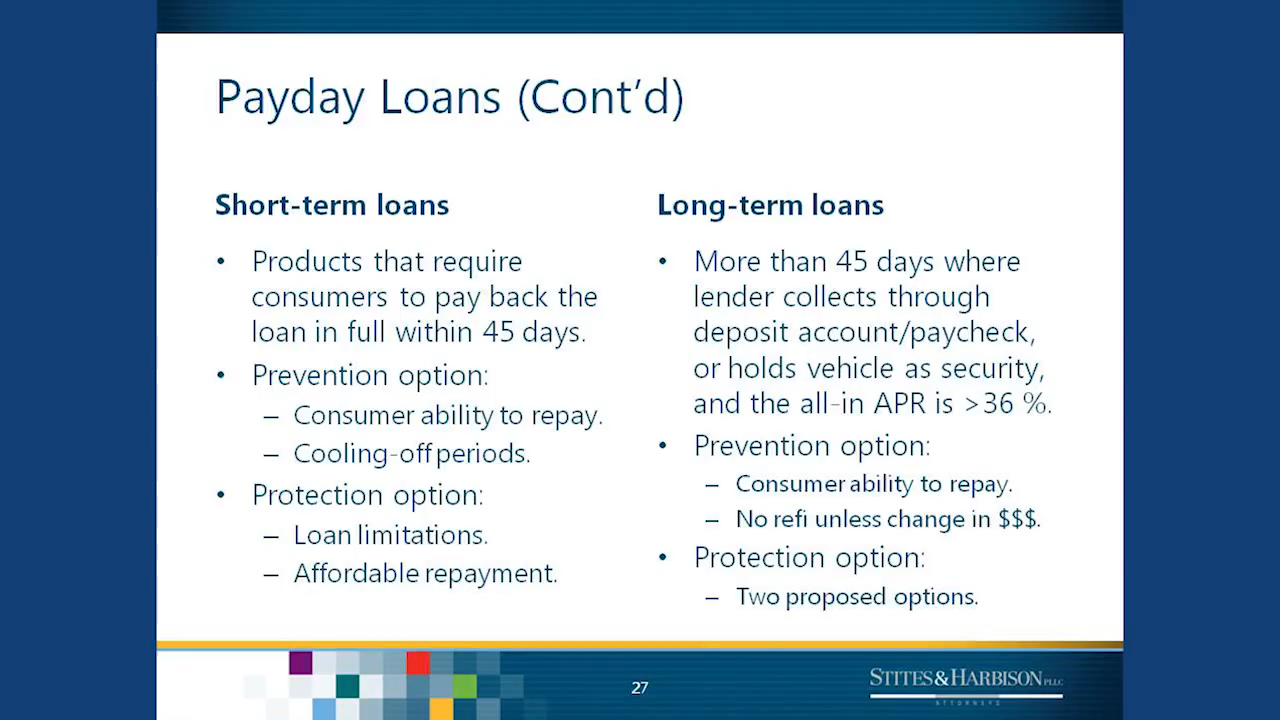 Payday Loans (Cont'd)
Short-term loans
• Products that require
consumers to pay back the
loan in full within 45 days.
• Prevention option:
– Consumer ability to repay.
– Cooling-off periods.
• Protection option:
– Loan limitations.
– Affordable repayment.
Long-term loans
• More than 45 days where
lender collects through
deposit account/paycheck,
or holds vehicle as security,
and the all-in APR is >36 %.
• Prevention option:
– Consumer ability to repay.
– No refi unless change in $$$.
• Protection option:
– Two proposed options.
27
STITES & HARBISON PLLC
ATTORNEYS